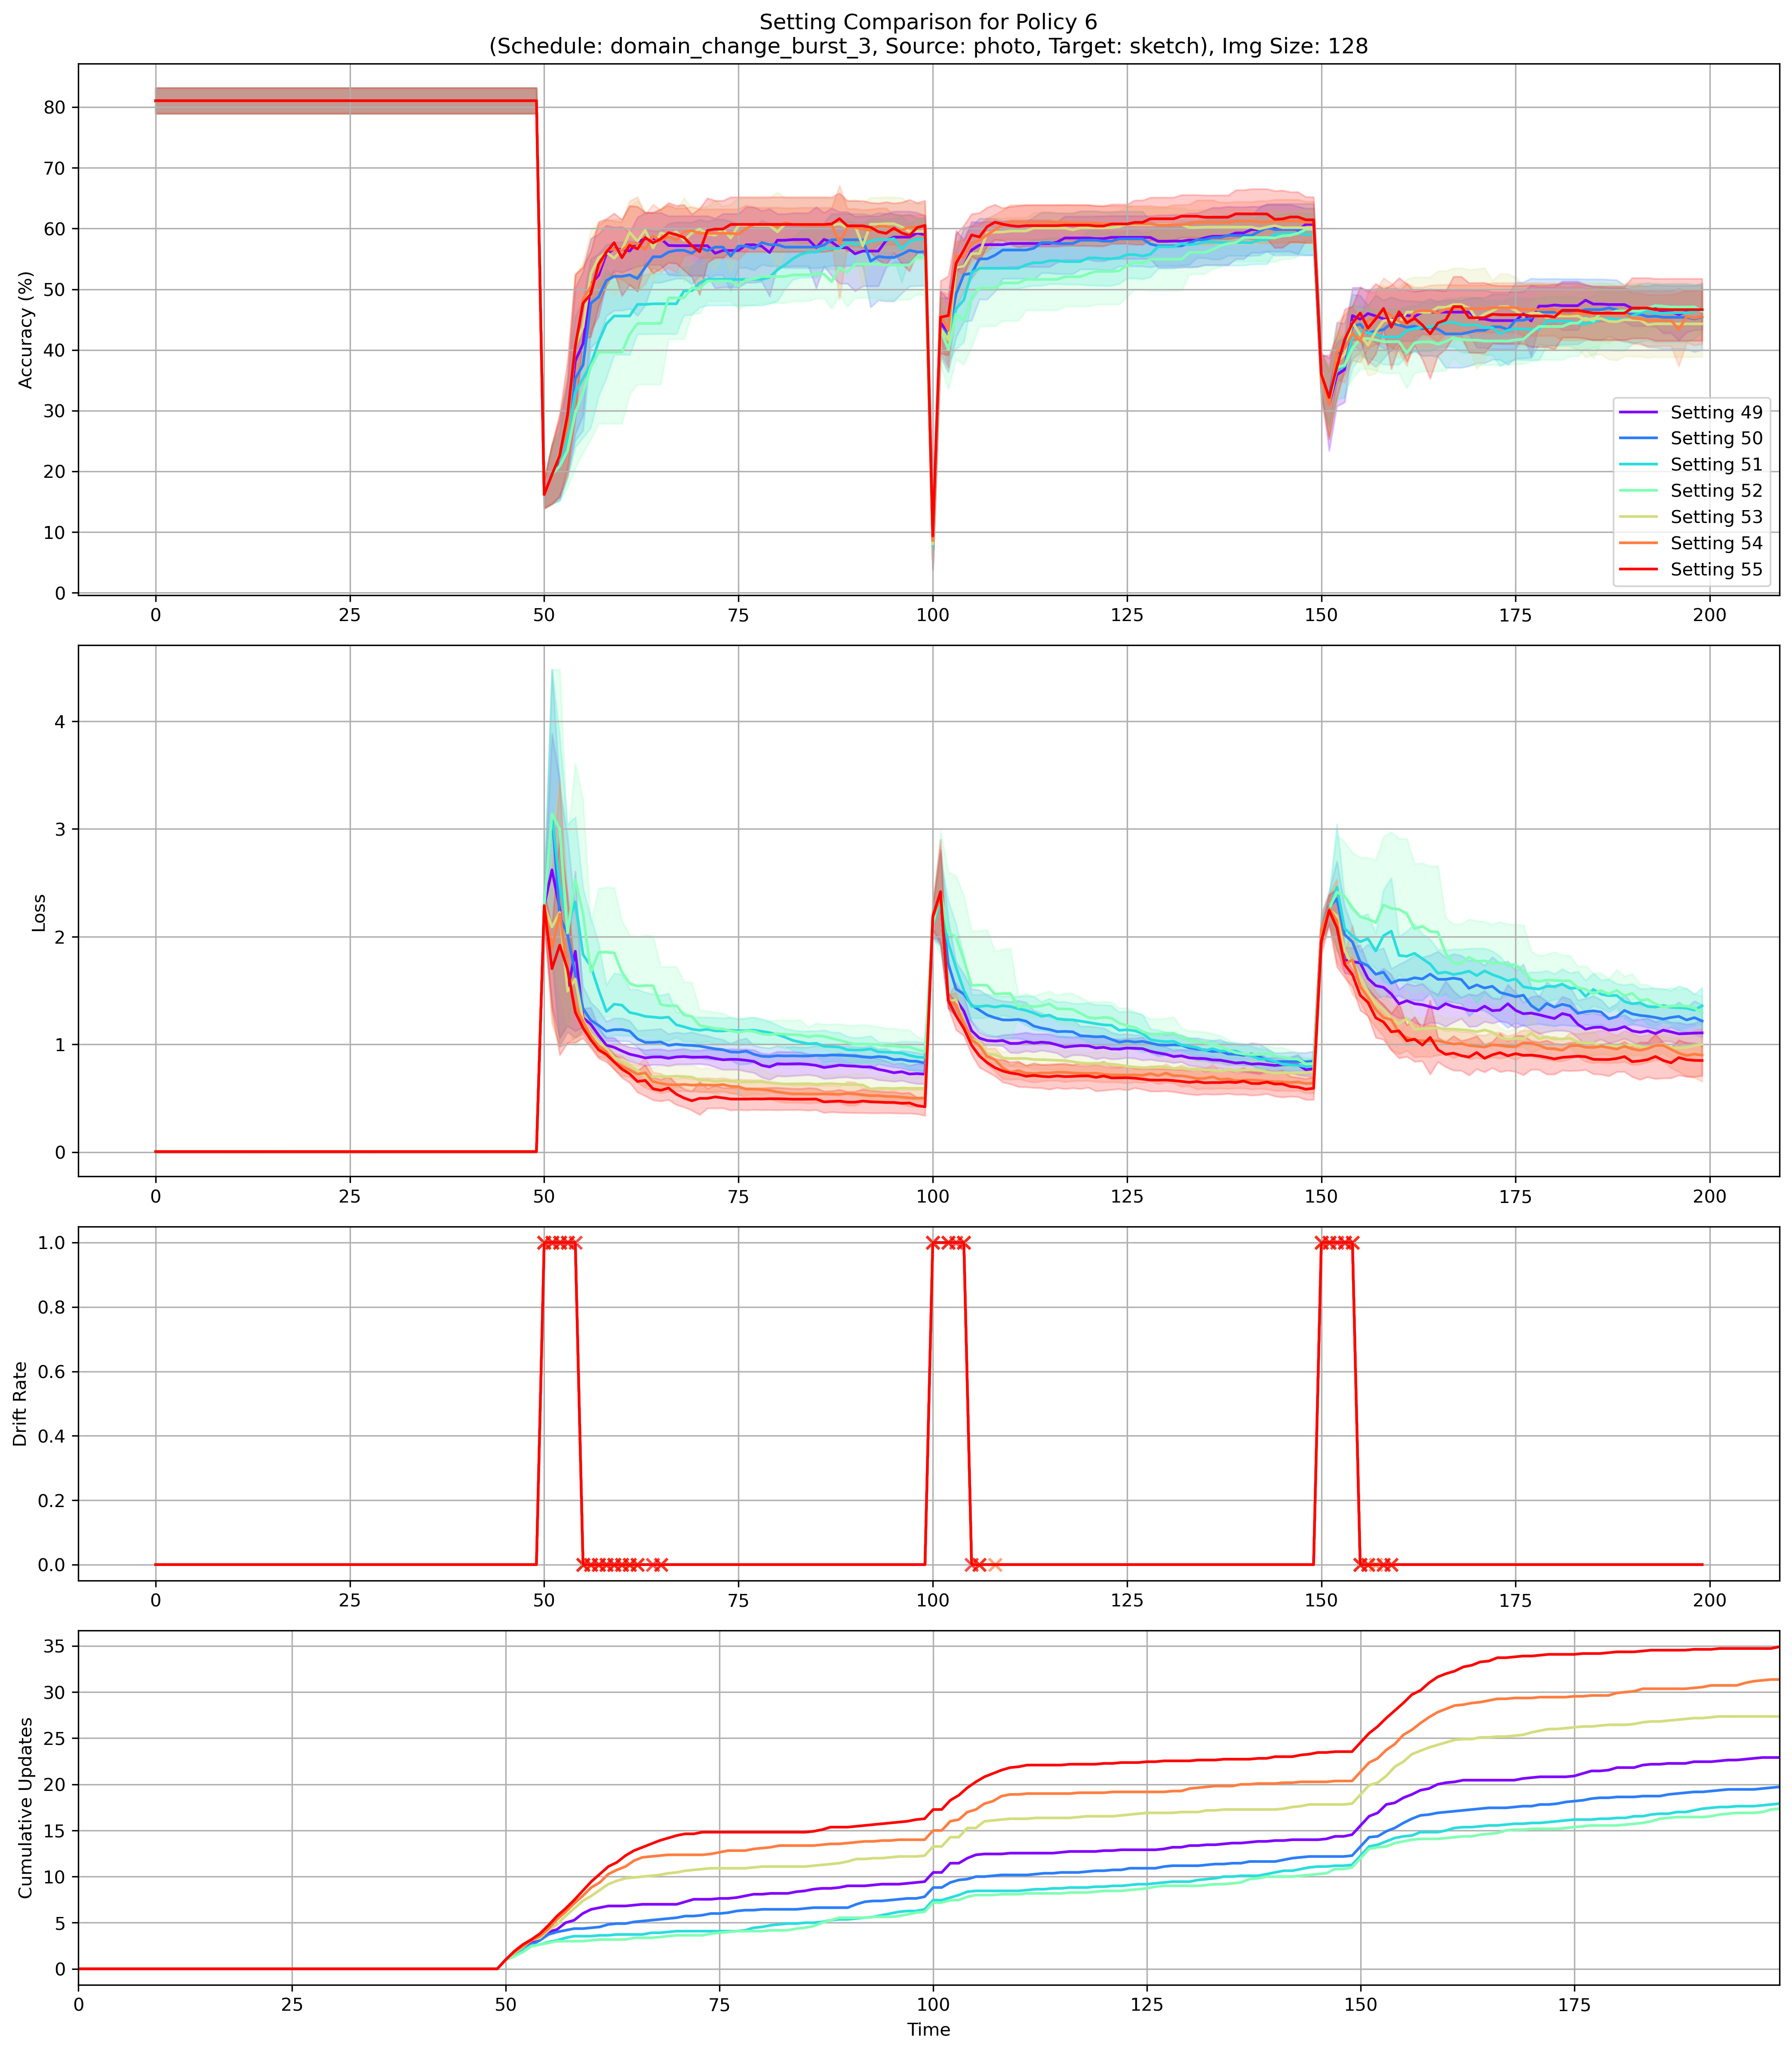 Setting Comparison for Policy 6
(Schedule: domain_change_burst_3, Source: photo, Target: sketch), Img Size: 128
Accuracy (%)
80
70
60
50
40
30
20
10
0
0 25 50 75 100 125 150 175 200
Setting 49
Setting 50
Setting 51
Setting 52
Setting 53
Setting 54
Setting 55
Loss
4
3
2
1
0
0 25 50 75 100 125 150 175 200
Drift Rate
1.0
0.8
0.6
0.4
0.2
0.0
0 25 50 75 100 125 150 175 200
Cumulative Updates
35
30
25
20
15
10
5
0
0 25 50 75 100 125 150 175
Time